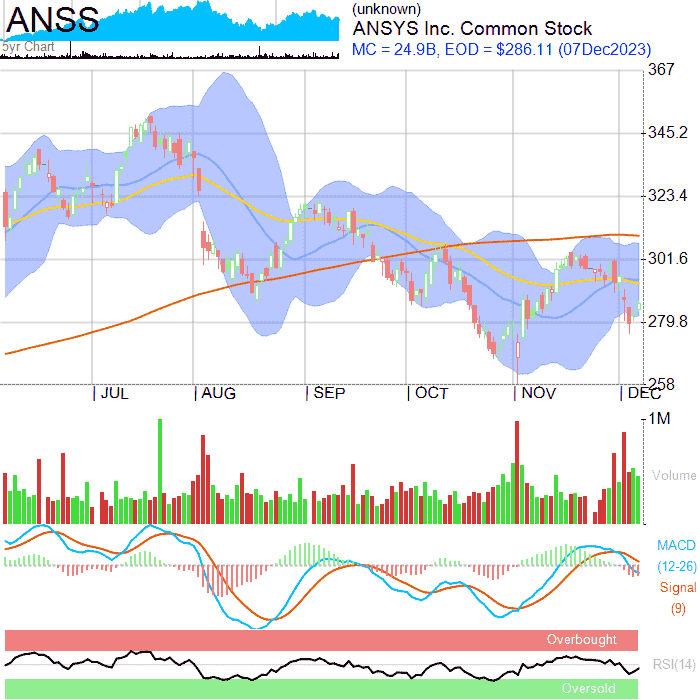 ANSS
5yr Chart
(unknown)
ANSYS Inc. Common Stock
MC = 24.9B, EOD = $286.11 (07Dec2023)
367
345.2
323.4
301.6
279.8
258
JUL AUG SEP OCT NOV DEC
1M
Volume
MACD
(12-26)
Signal
(9)
Overbought
RSI(14)
Oversold